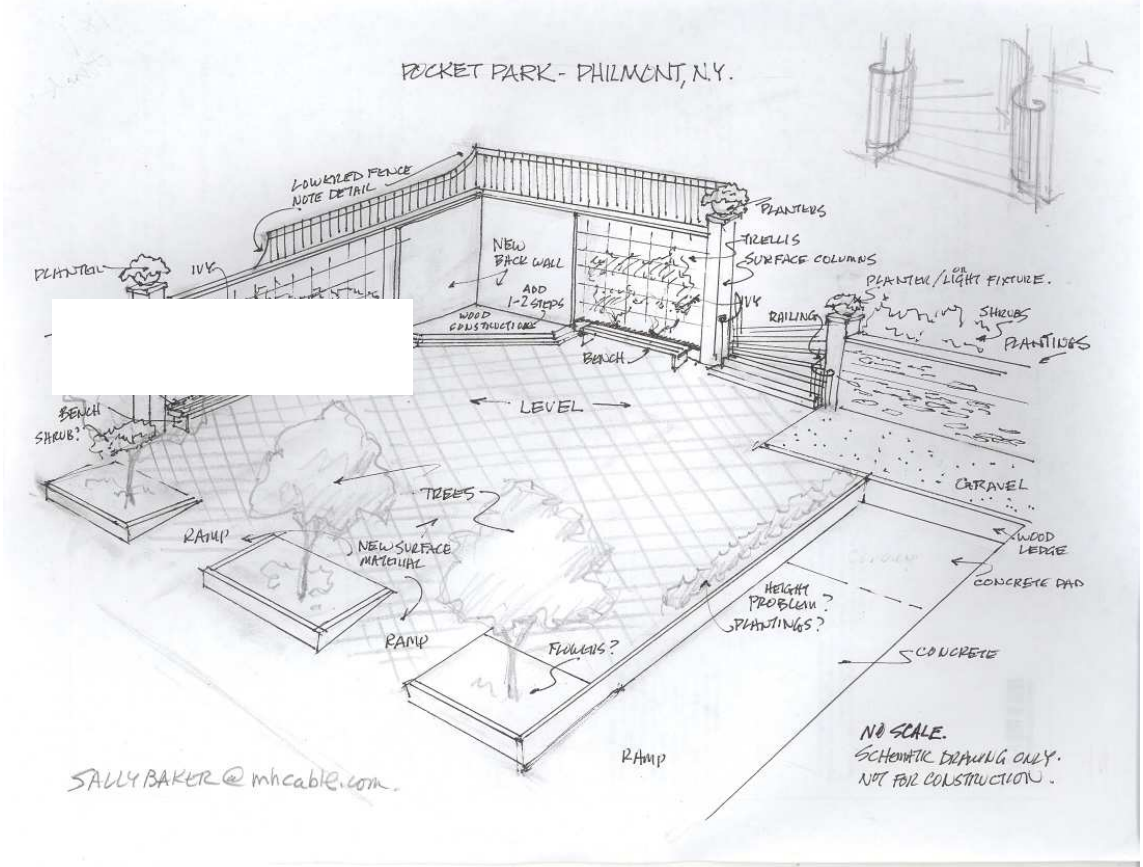 POCKET PARK - PHILMONT, N.Y.
LOWERED FENCE
NOTE DETAIL
PLANTERS
TRELLIS
SURFACE COLUMNS
PLANTER
IVY
NEW
BACK WALL
ADD
1-2 STEPS
WOOD
CONSTRUCTION
BENCH
IVY
RAILING
PLANTER/LIGHT FIXTURE.
OR
SHRUBS
PLANTINGS
LEVEL
BENCH
SHRUB?
GRAVEL
TREES
RAMP
NEW SURFACE
MATERIAL
WOOD
LEDGE
CONCRETE PAD
HEIGHT
PROBLEM?
PLANTINGS?
RAMP
FLOWERS?
CONCRETE
RAMP
NO SCALE.
SCHEMATIC DRAWING ONLY.
NOT FOR CONSTRUCTION.
SALLYBAKER@mhcable.com.